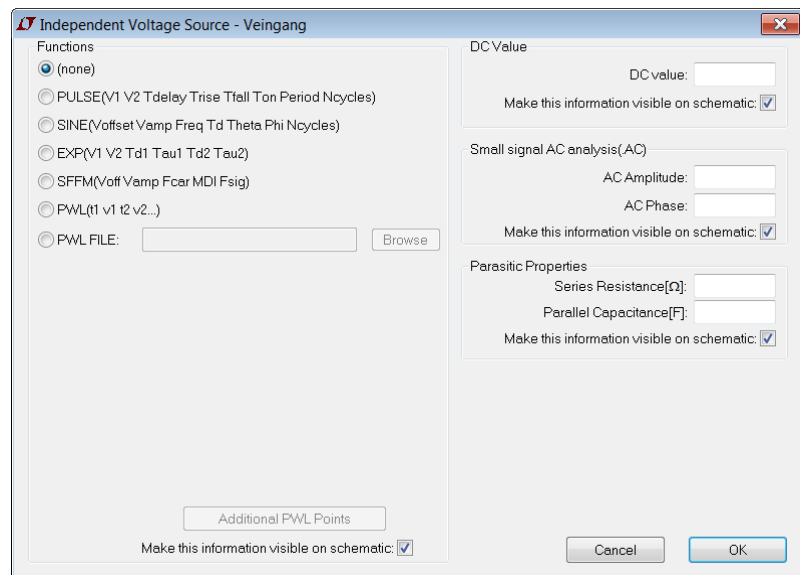 Independent Voltage Source - Veingang
Functions
(none)
PULSE(V1 V2 Tdelay Trise Tfall Ton Period Ncycles)
SINE(Voffset Vamp Freq Td Theta Phi Ncycles)
EXP(V1 V2 Td1 Tau1 Td2 Tau2)
SFFM(Voff Vamp Fcar MDI Fsig)
PWL(t1 v1 t2 v2...)
PWL FILE:
Browse
Additional PWL Points
Make this information visible on schematic:
DC Value
DC value:
Make this information visible on schematic:
Small signal AC analysis(.AC)
AC Amplitude:
AC Phase:
Make this information visible on schematic:
Parasitic Properties
Series Resistance[Ω]:
Parallel Capacitance[F]:
Make this information visible on schematic:
Cancel
OK